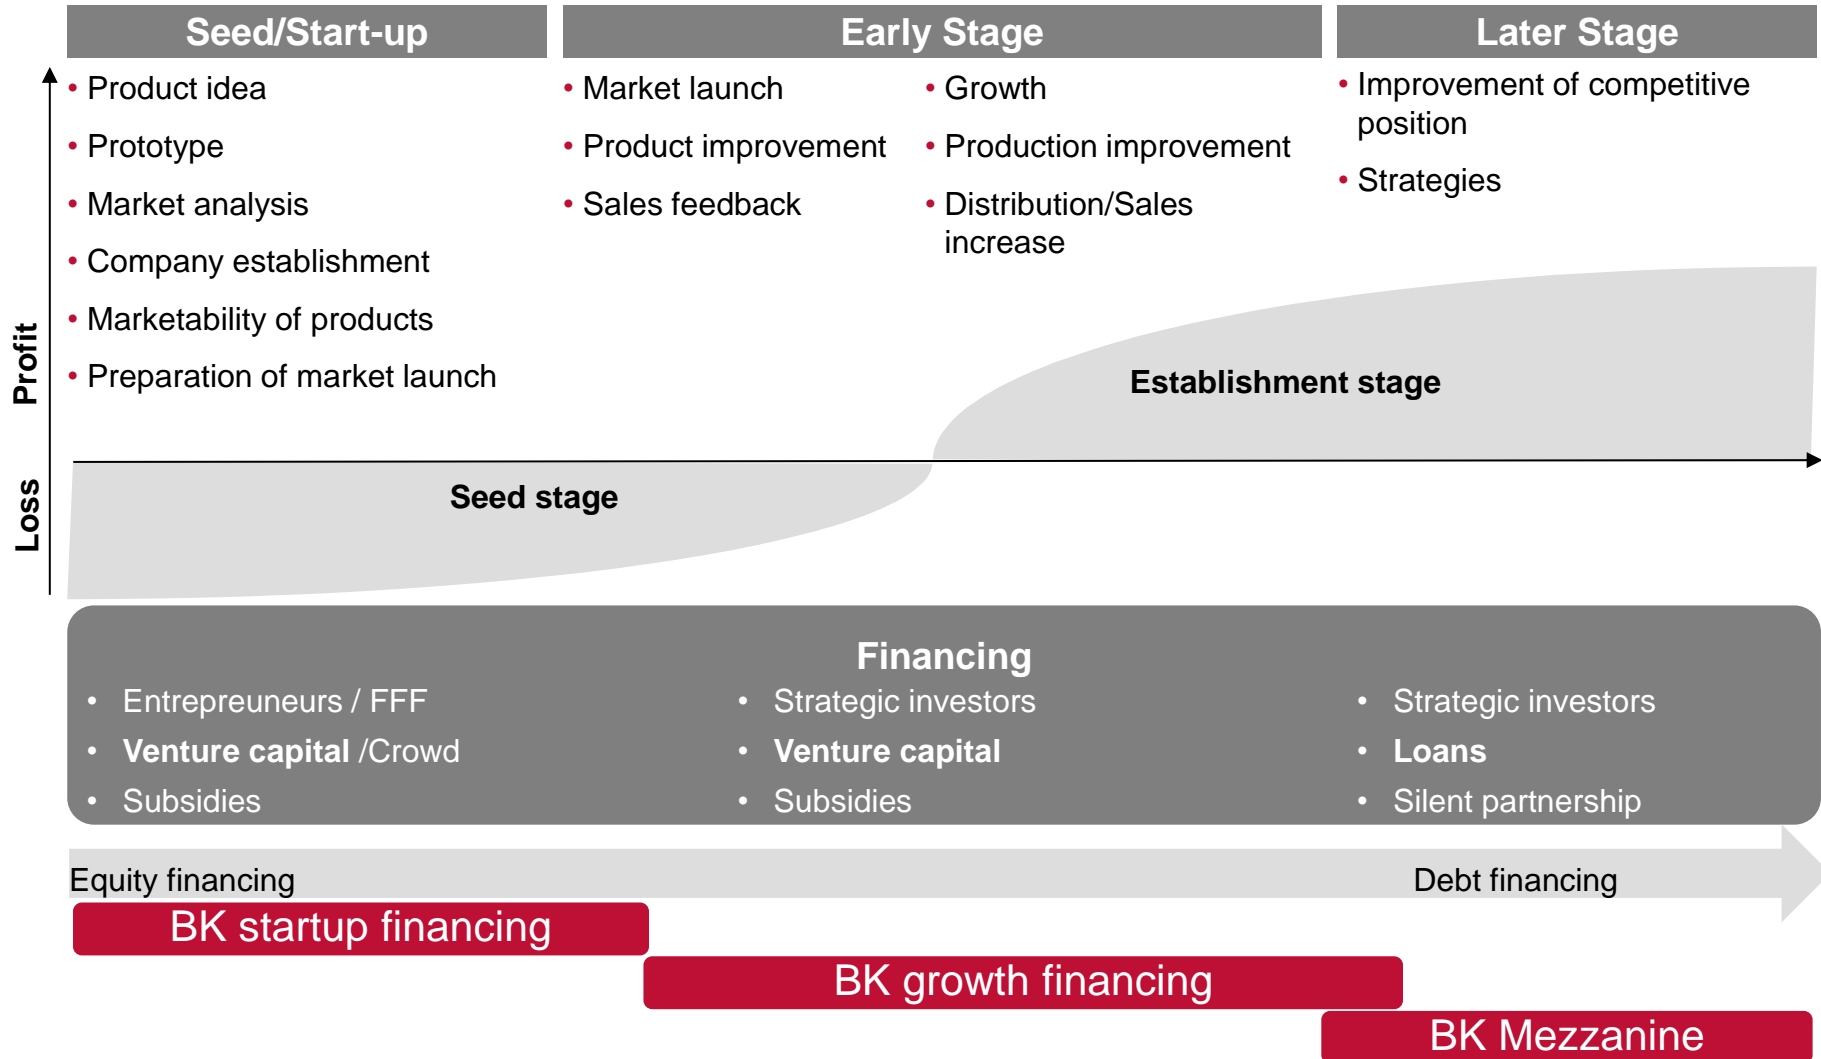 Seed/Start-up
Early Stage
Later Stage
• Product idea
• Prototype
• Market analysis
• Company establishment
• Marketability of products
• Preparation of market launch
• Market launch
• Product improvement
• Sales feedback
• Growth
• Production improvement
• Distribution/Sales
increase
• Improvement of competitive
position
• Strategies
Profit
Loss
Establishment stage
Seed stage
Financing
• Entrepreuneurs / FFF
• Venture capital /Crowd
• Subsidies
• Strategic investors
• Venture capital
• Subsidies
• Strategic investors
• Loans
• Silent partnership
Equity financing
Debt financing
BK startup financing
BK growth financing
BK Mezzanine